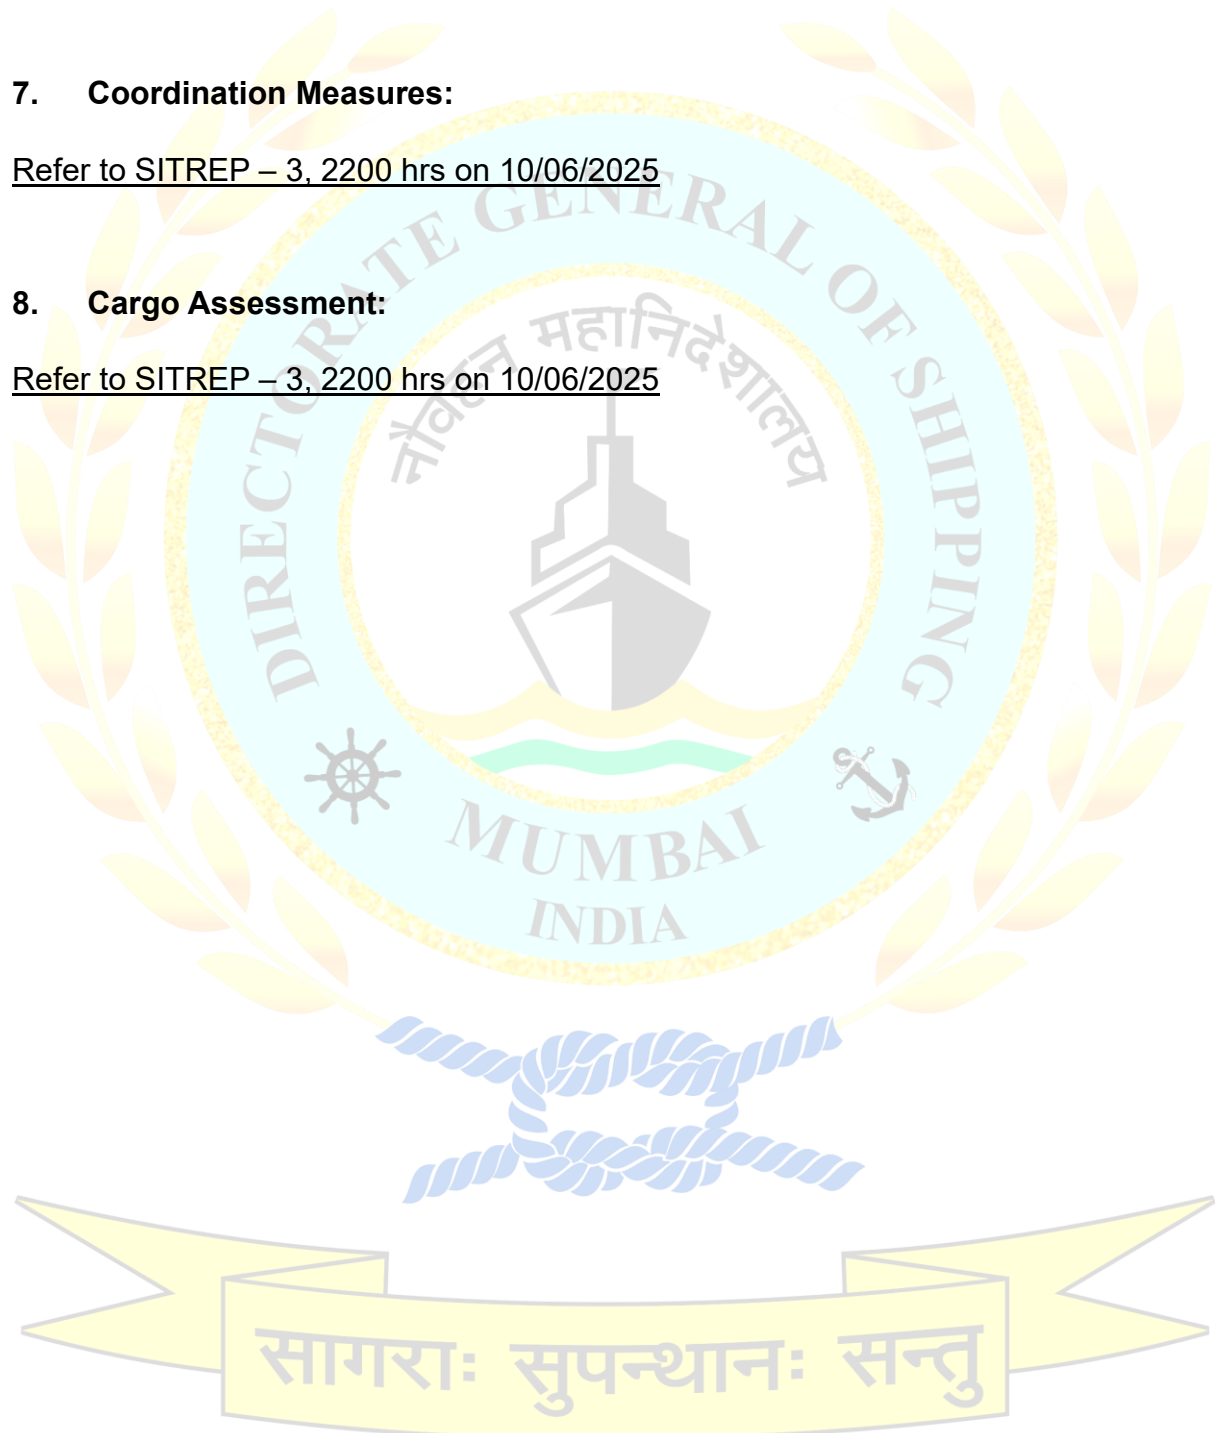 7. Coordination Measures:
Refer to SITREP – 3, 2200 hrs on 10/06/2025
8. Cargo Assessment:
Refer to SITREP – 3, 2200 hrs on 10/06/2025
DIRECTORATE GENERAL OF SHIPPING
नौवहन महानिदेशालय
MUMBAI
INDIA
सागराः सुपन्थानः सन्तु